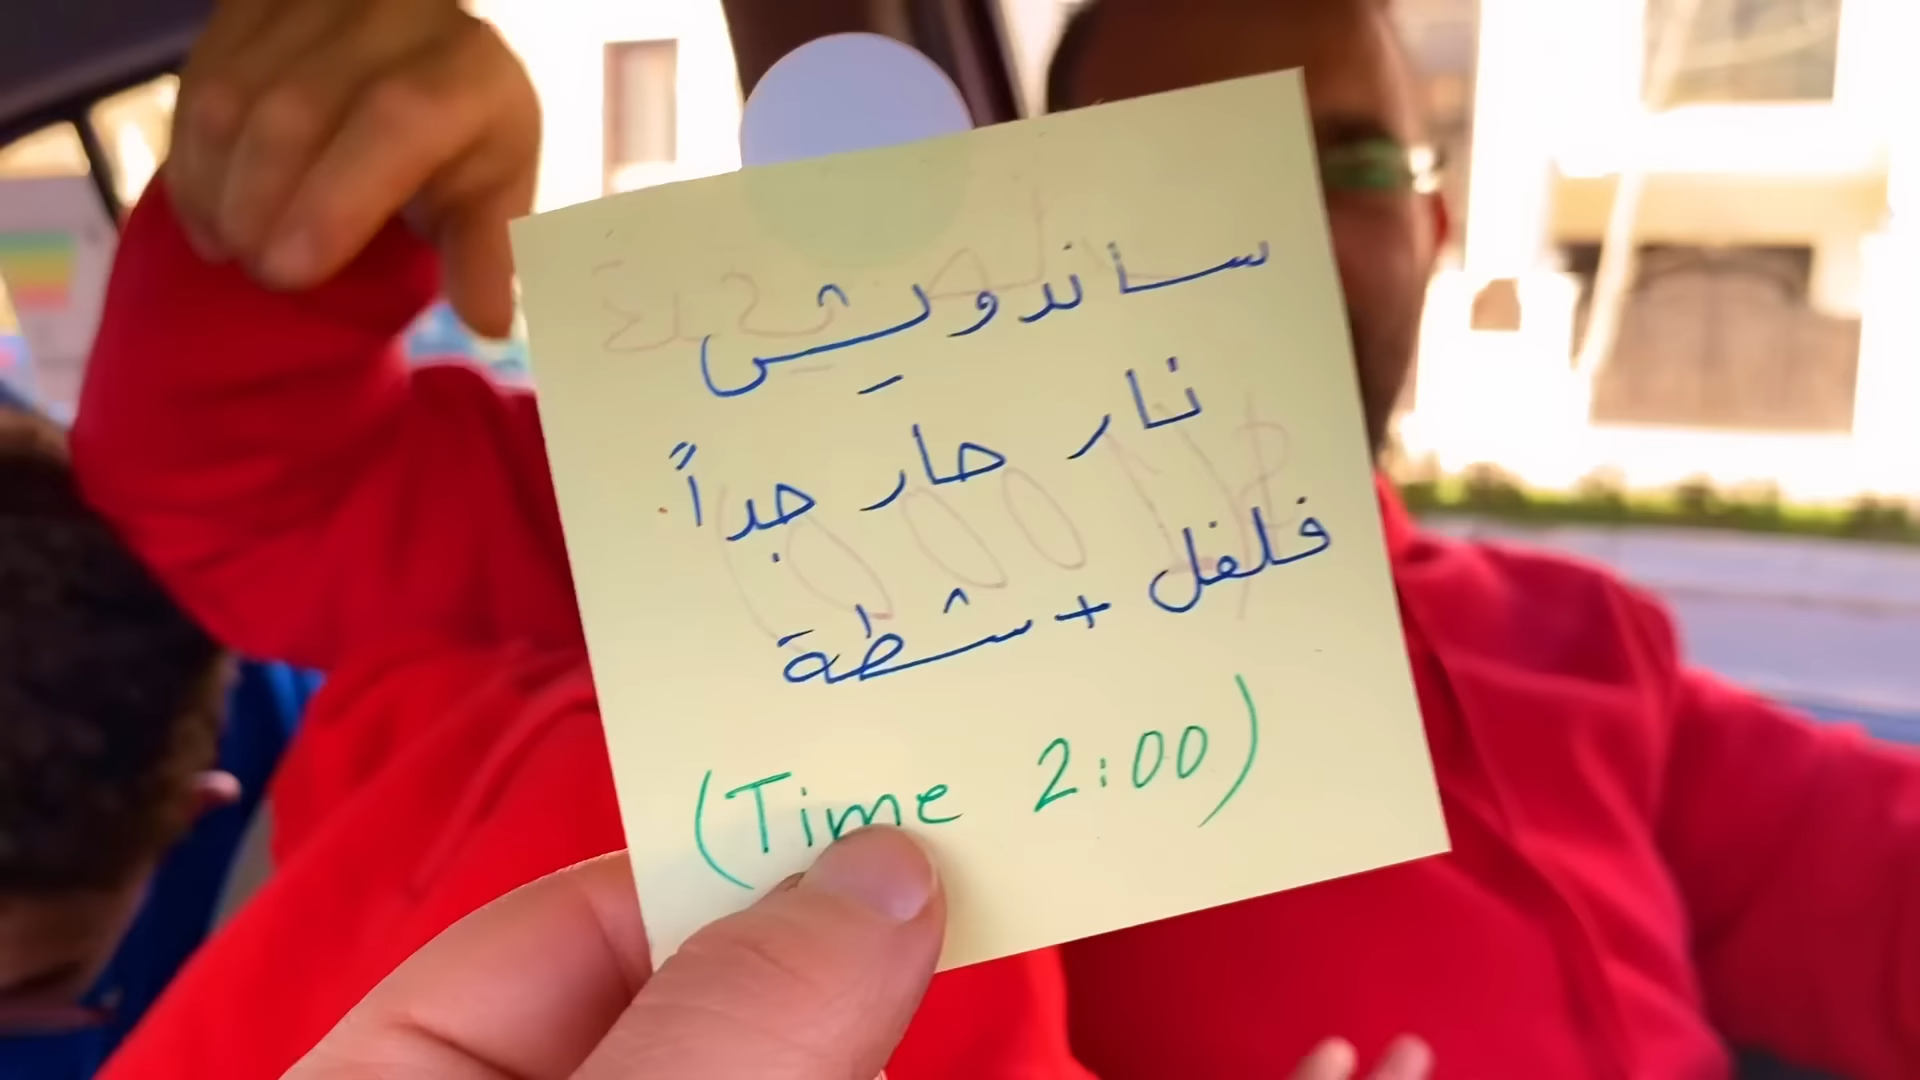 ساندويش
نار حار جداً
فلفل + شطة
(Time 2:00)